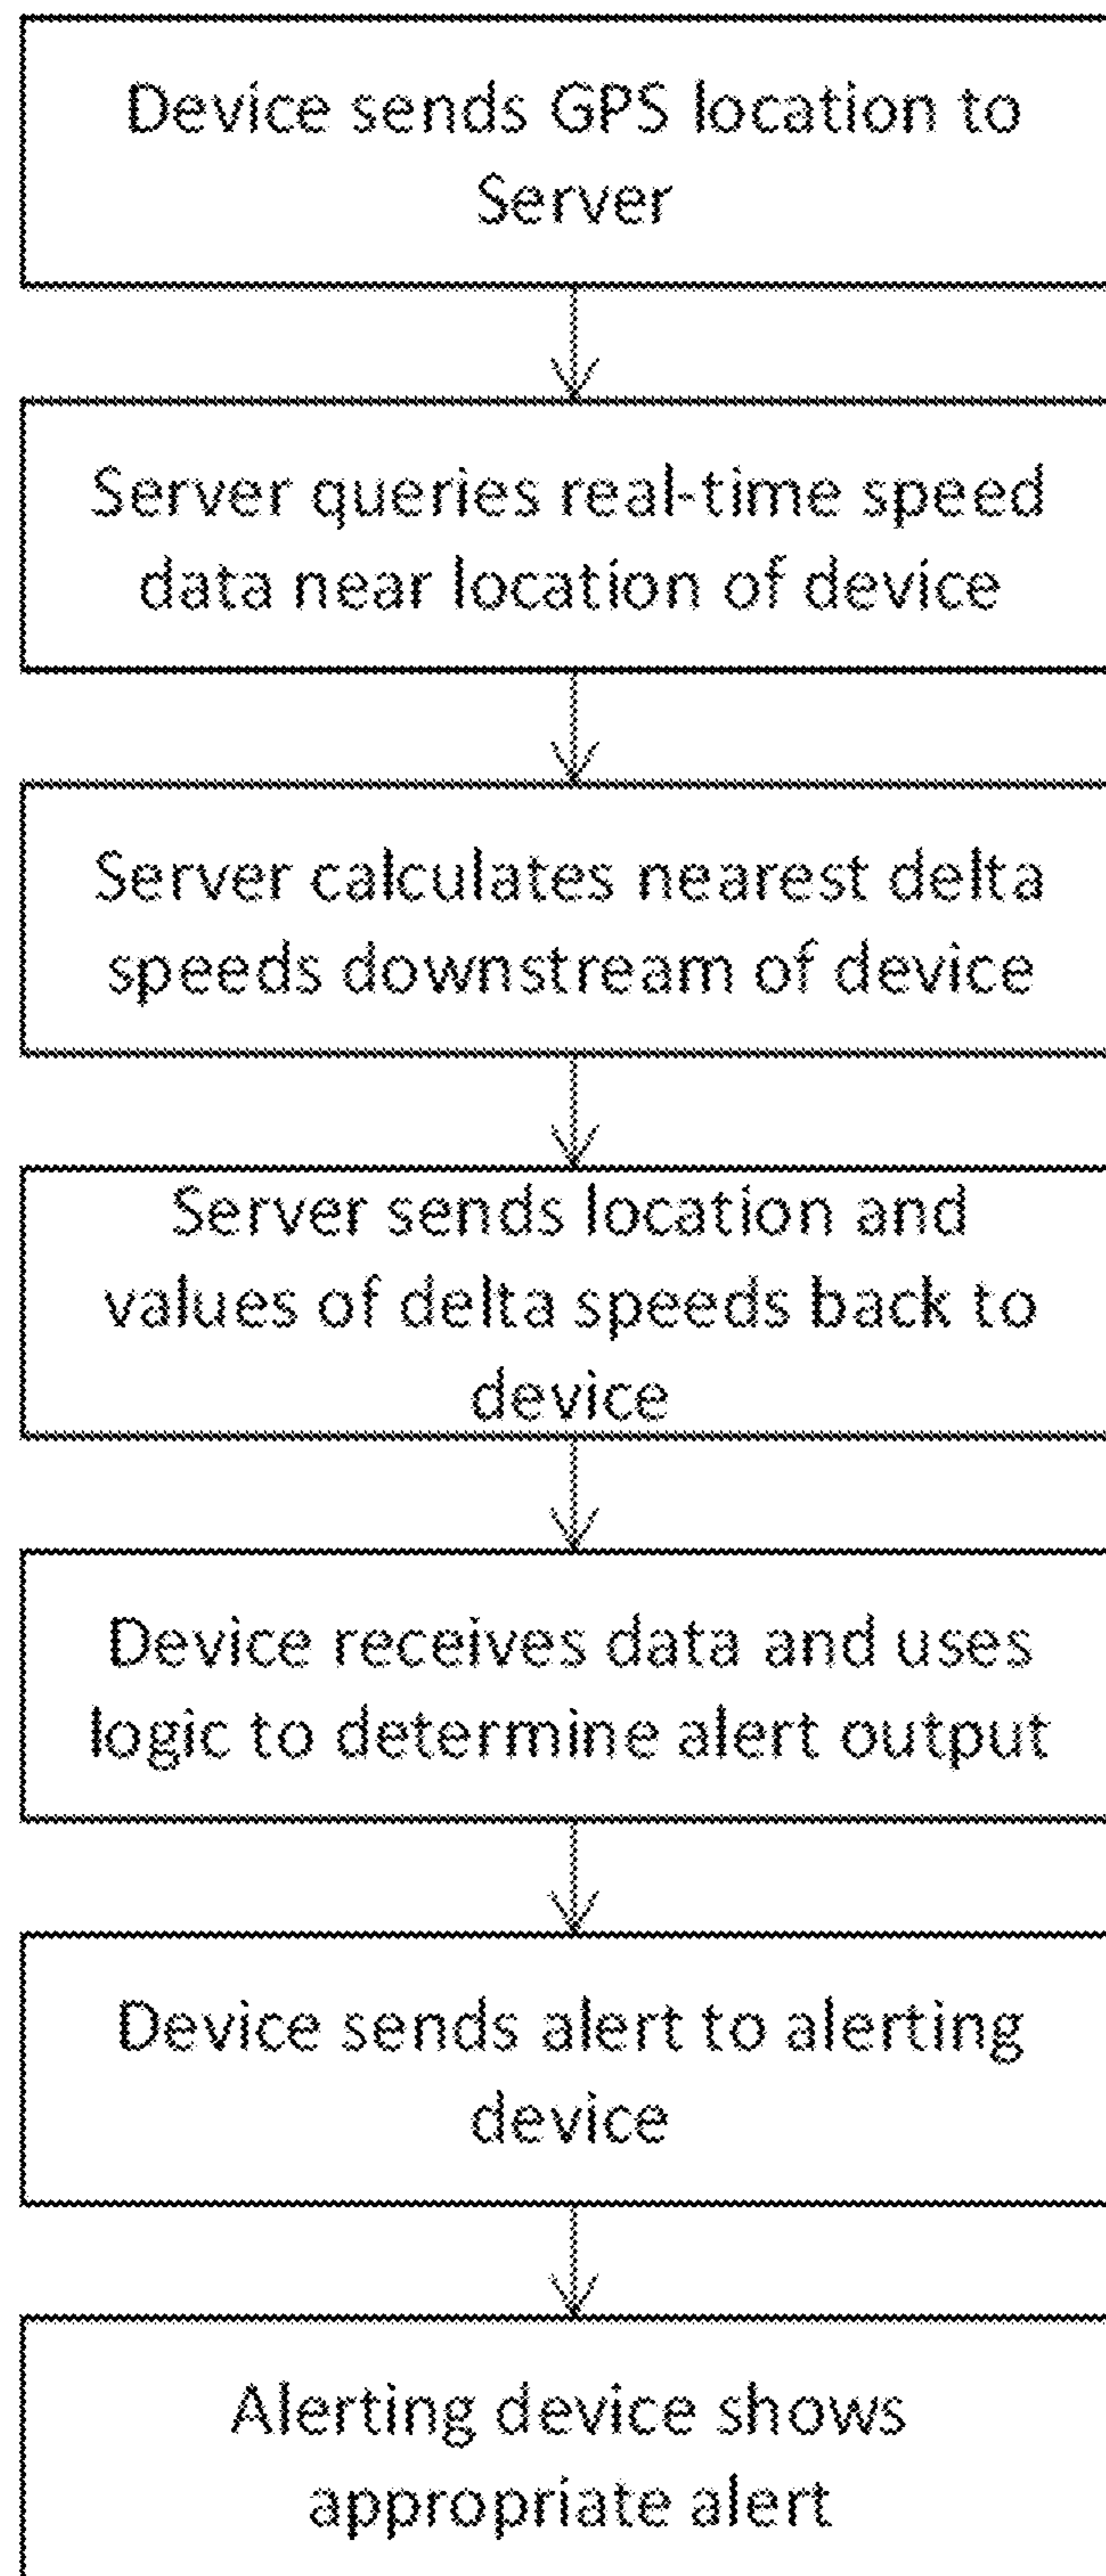 Device sends GPS location to
Server
Server queries real-time speed
data near location of device
Server calculates nearest delta
speeds downstream of device
Server sends location and
values of delta speeds back to
device
Device receives data and uses
logic to determine alert output
Device sends alert to alerting
device
Alerting device shows
appropriate alert